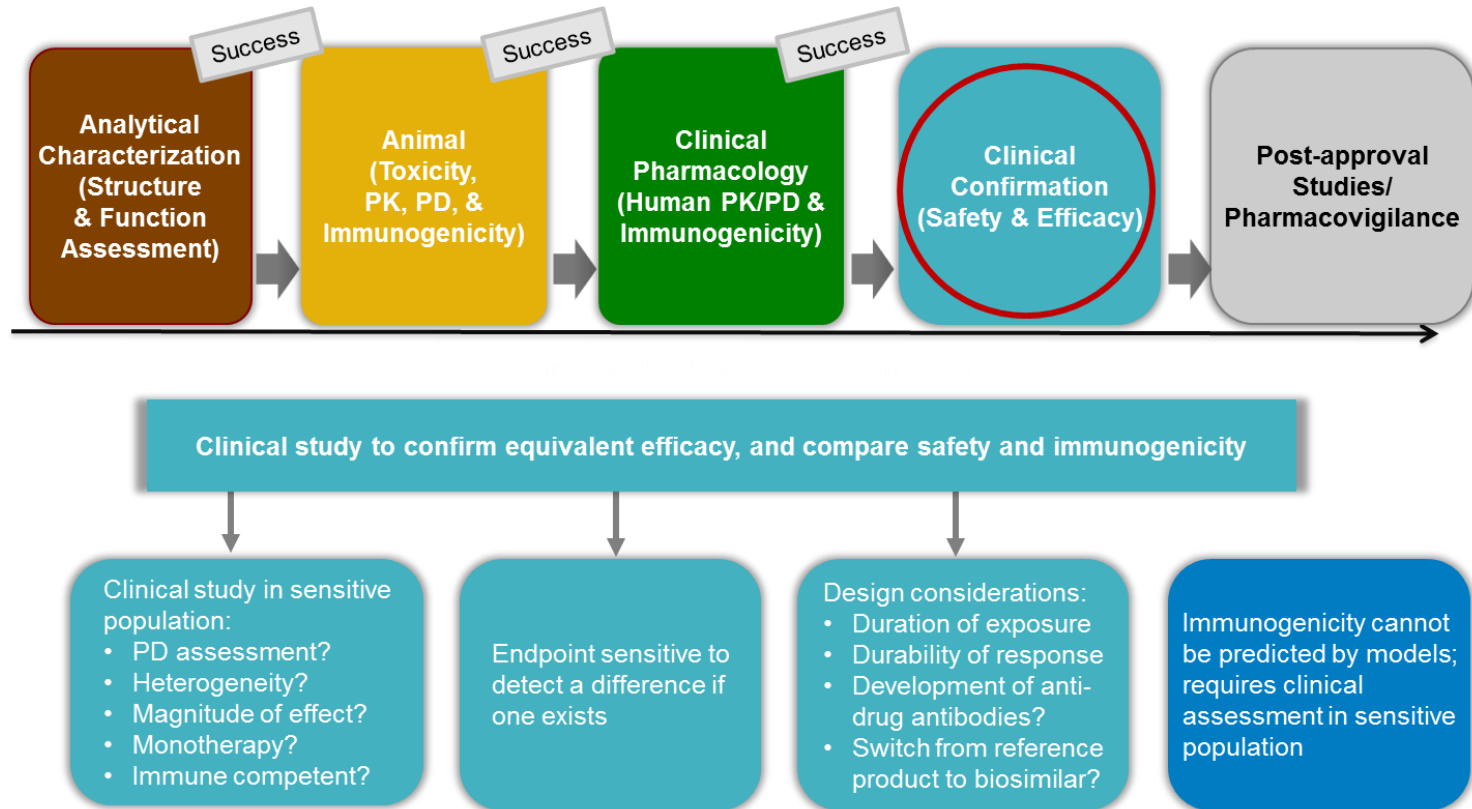 Success
Success
Success
Analytical
Characterization
(Structure
& Function
Assessment)
Animal
(Toxicity,
PK, PD, &
Immunogenicity)
Clinical
Pharmacology
(Human PK/PD &
Immunogenicity)
Clinical
Confirmation
(Safety & Efficacy)
Post-approval
Studies/
Pharmacovigilance
Clinical study to confirm equivalent efficacy, and compare safety and immunogenicity
Clinical study in sensitive
population:
• PD assessment?
• Heterogeneity?
• Magnitude of effect?
• Monotherapy?
• Immune competent?
Endpoint sensitive to
detect a difference if
one exists
Design considerations:
• Duration of exposure
• Durability of response
• Development of anti-
drug antibodies?
• Switch from reference
product to biosimilar?
Immunogenicity cannot
be predicted by models;
requires clinical
assessment in sensitive
population